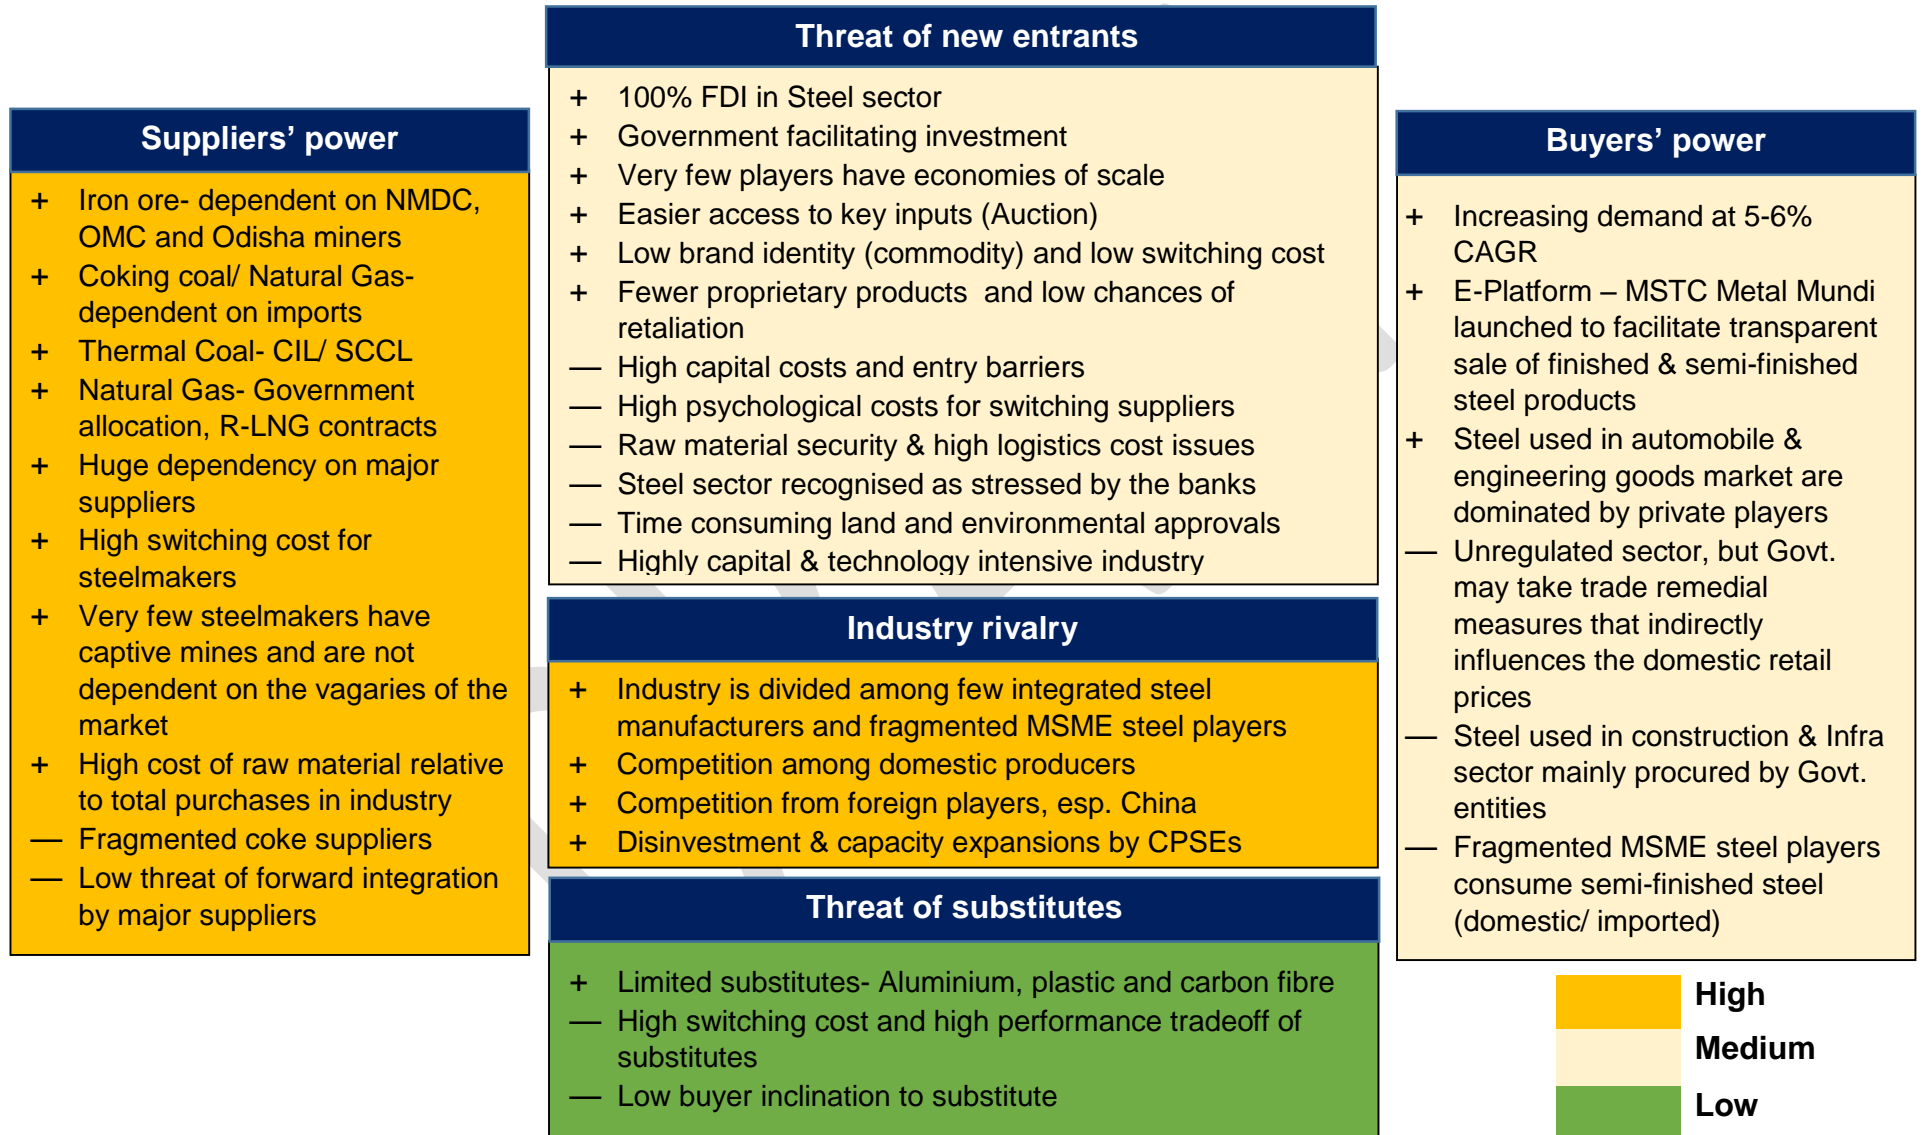 Threat of new entrants
+ 100% FDI in Steel sector
+ Government facilitating investment
+ Very few players have economies of scale
+ Easier access to key inputs (Auction)
+ Low brand identity (commodity) and low switching cost
+ Fewer proprietary products and low chances of
retaliation
— High capital costs and entry barriers
— High psychological costs for switching suppliers
— Raw material security & high logistics cost issues
— Steel sector recognised as stressed by the banks
— Time consuming land and environmental approvals
— Highly capital & technology intensive industry
Suppliers’ power
+ Iron ore- dependent on NMDC,
OMC and Odisha miners
+ Coking coal/ Natural Gas-
dependent on imports
+ Thermal Coal- CIL/ SCCL
+ Natural Gas- Government
allocation, R-LNG contracts
+ Huge dependency on major
suppliers
+ High switching cost for
steelmakers
+ Very few steelmakers have
captive mines and are not
dependent on the vagaries of the
market
+ High cost of raw material relative
to total purchases in industry
— Fragmented coke suppliers
— Low threat of forward integration
by major suppliers
Industry rivalry
+ Industry is divided among few integrated steel
manufacturers and fragmented MSME steel players
+ Competition among domestic producers
+ Competition from foreign players, esp. China
+ Disinvestment & capacity expansions by CPSEs
Threat of substitutes
+ Limited substitutes- Aluminium, plastic and carbon fibre
— High switching cost and high performance tradeoff of
substitutes
— Low buyer inclination to substitute
Buyers’ power
+ Increasing demand at 5-6%
CAGR
+ E-Platform – MSTC Metal Mundi
launched to facilitate transparent
sale of finished & semi-finished
steel products
+ Steel used in automobile &
engineering goods market are
dominated by private players
— Unregulated sector, but Govt.
may take trade remedial
measures that indirectly
influences the domestic retail
prices
— Steel used in construction & Infra
sector mainly procured by Govt.
entities
— Fragmented MSME steel players
consume semi-finished steel
(domestic/ imported)
High
Medium
Low